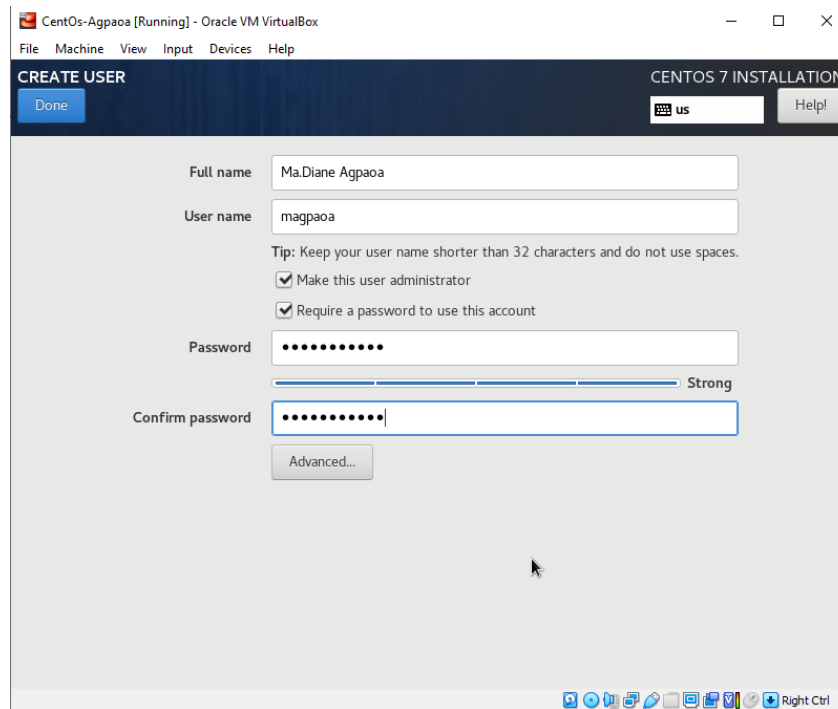 CentOs-Agpaoa [Running] - Oracle VM VirtualBox
File Machine View Input Devices Help
CREATE USER
CENTOS 7 INSTALLATION
Done
us
Help!
Full name
Ma.Diane Agpaoa
User name
magpaoa
Tip: Keep your user name shorter than 32 characters and do not use spaces.
Make this user administrator
Require a password to use this account
Password
●●●●●●●●●●●
Strong
Confirm password
●●●●●●●●●●●
Advanced...
Right Ctrl